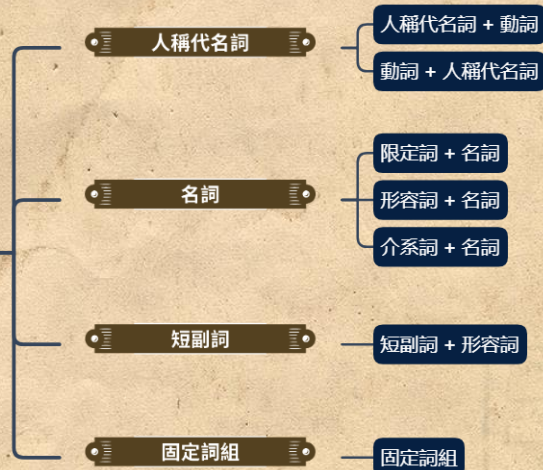 人稱代名詞
人稱代名詞 + 動詞
動詞 + 人稱代名詞
名詞
限定詞 + 名詞
形容詞 + 名詞
介系詞 + 名詞
短副詞
短副詞 + 形容詞
固定詞組
固定詞組